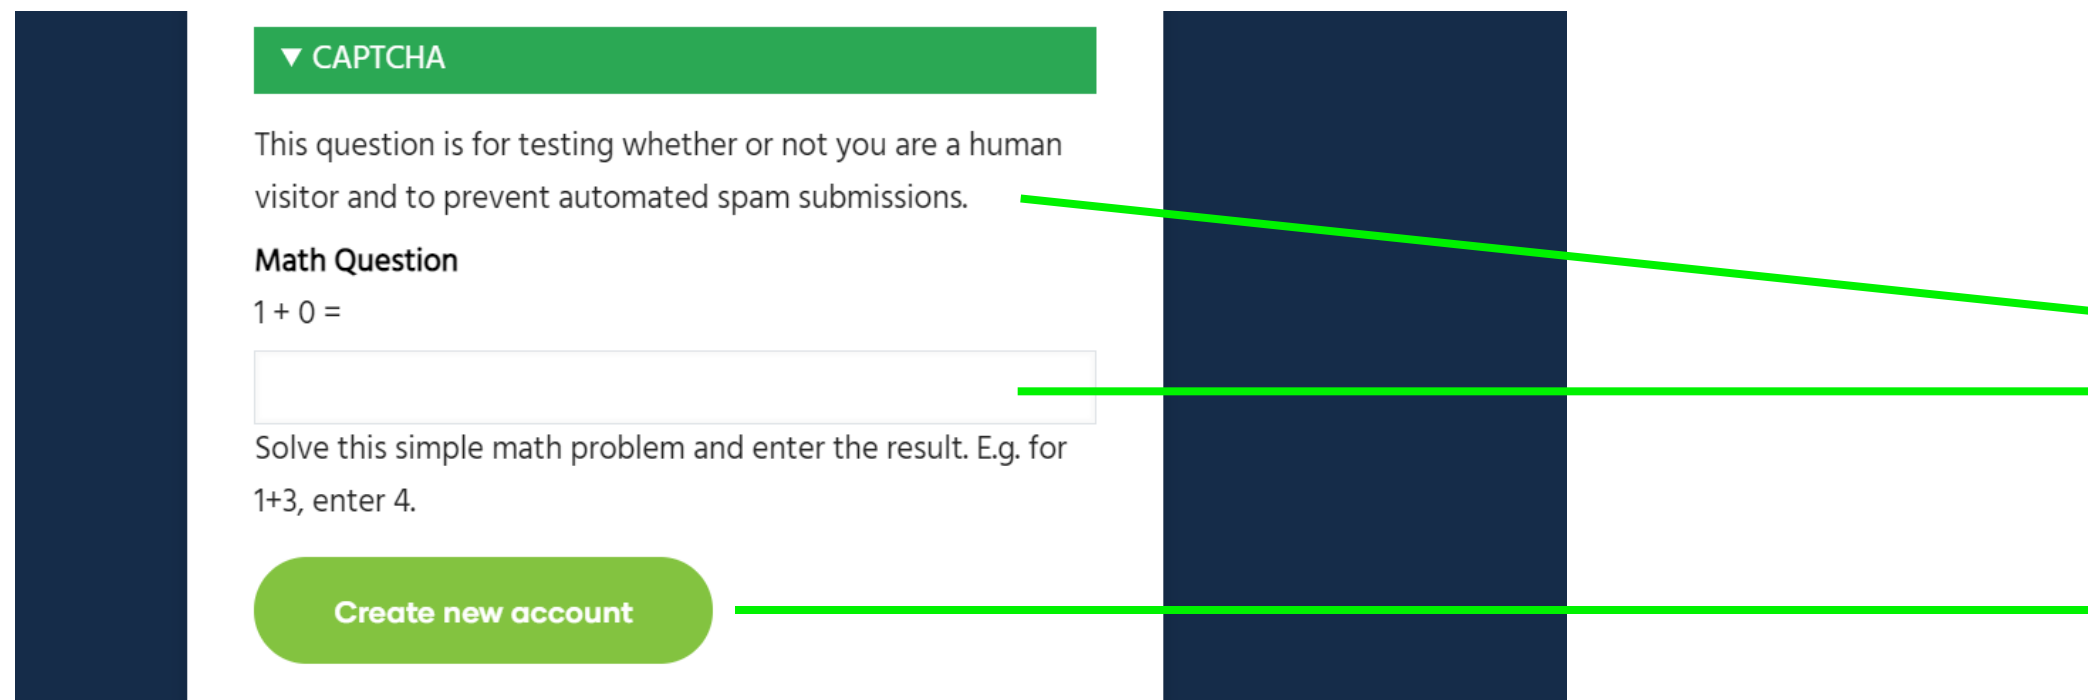 ▼ CAPTCHA
This question is for testing whether or not you are a human
visitor and to prevent automated spam submissions.
Math Question
1 + 0 =
Solve this simple math problem and enter the result. E.g. for
1+3, enter 4.
Create new account